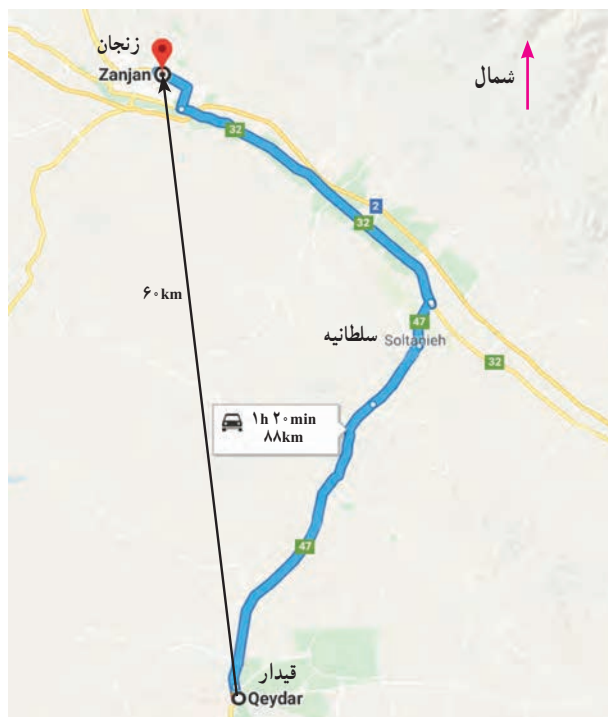 زنجان
Zanjan
شمال
32
2
32
۶۰km
47
سلطانیه
Soltanieh
32
۱h ۲۰min
۸۸km
47
قیدار
Qeydar